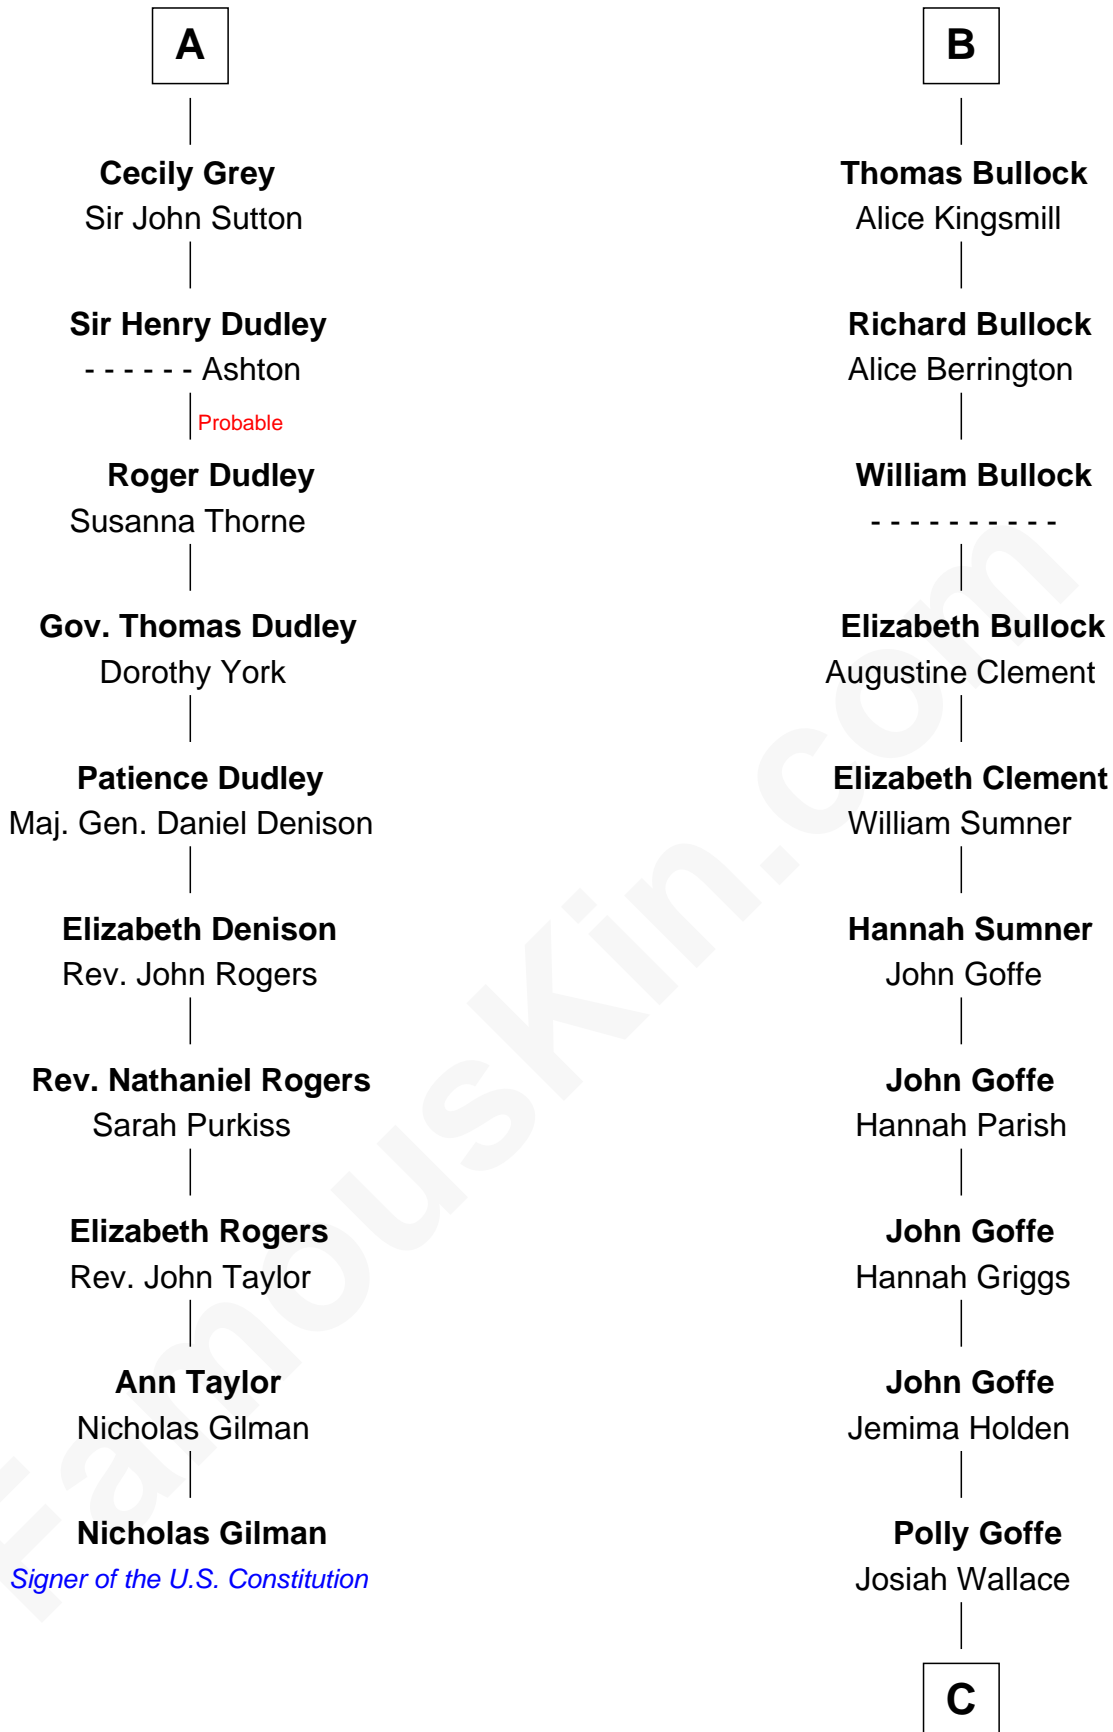 A
Cecily Grey
Sir John Sutton
Sir Henry Dudley
- - - - - - Ashton
Probable
Roger Dudley
Susanna Thorne
Gov. Thomas Dudley
Dorothy York
Patience Dudley
Maj. Gen. Daniel Denison
Elizabeth Denison
Rev. John Rogers
Rev. Nathaniel Rogers
Sarah Purkiss
Elizabeth Rogers
Rev. John Taylor
Ann Taylor
Nicholas Gilman
Nicholas Gilman
Signer of the U.S. Constitution
B
Thomas Bullock
Alice Kingsmill
Richard Bullock
Alice Berrington
William Bullock
- - - - - - - - - -
Elizabeth Bullock
Augustine Clement
Elizabeth Clement
William Sumner
Hannah Sumner
John Goffe
John Goffe
Hannah Parish
John Goffe
Hannah Griggs
John Goffe
Jemima Holden
Polly Goffe
Josiah Wallace
C
FamousKin.com